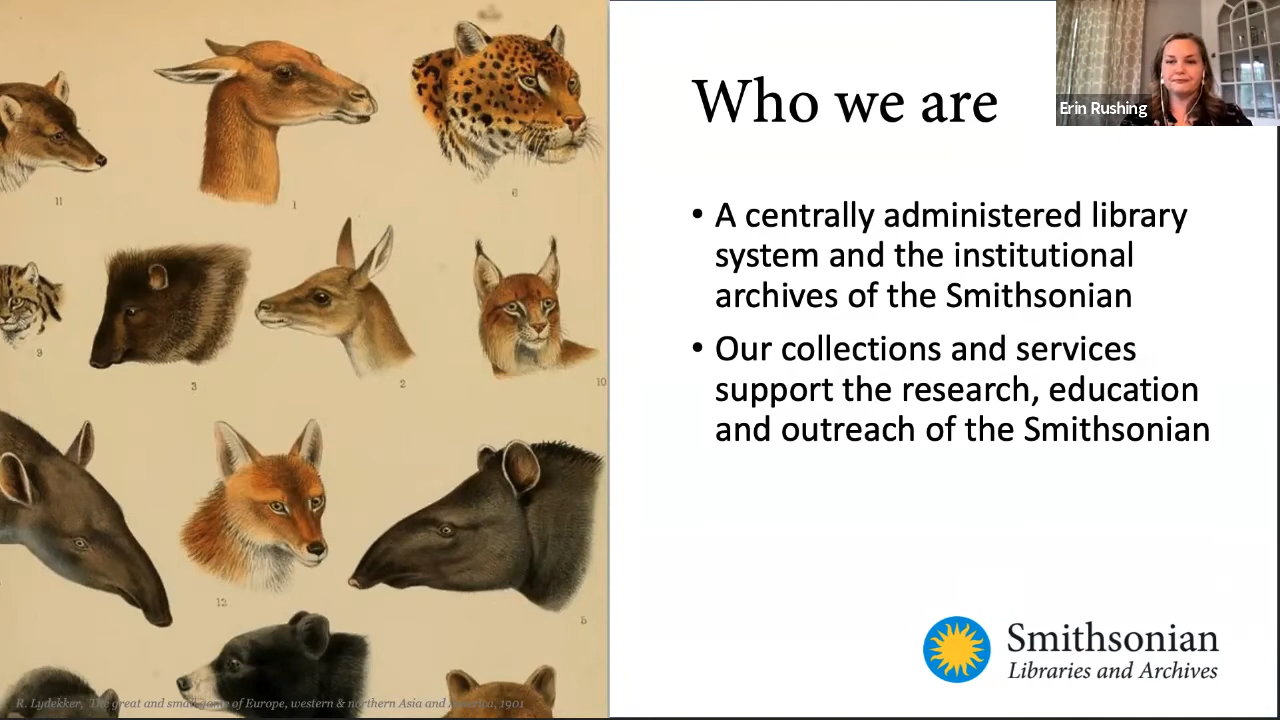 Who we are
Erin Rushing
• A centrally administered library
system and the institutional
archives of the Smithsonian
• Our collections and services
support the research, education
and outreach of the Smithsonian
Smithsonian
Libraries and Archives
11
1
6
9
3
2
10
12
5
R. Lydekker, The great and small game of Europe, western & northern Asia and America, 1901